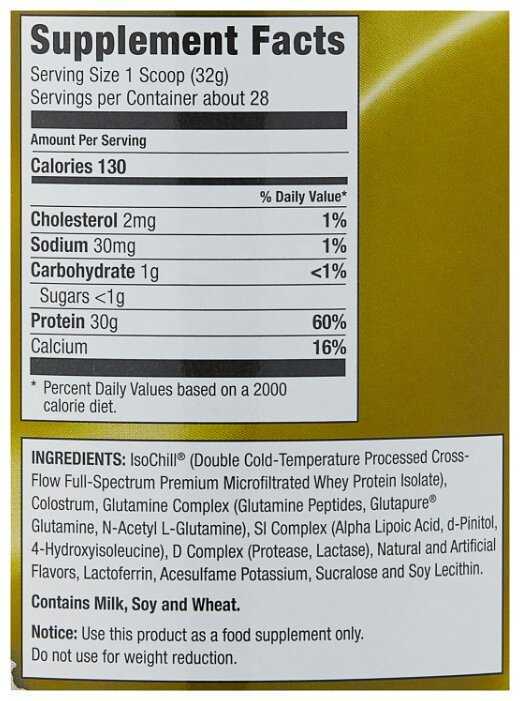 Supplement Facts
Serving Size 1 Scoop (32g)
Servings per Container about 28
Amount Per Serving
Calories 130
% Daily Value*
Cholesterol 2mg 1%
Sodium 30mg 1%
Carbohydrate 1g <1%
Sugars <1g
Protein 30g 60%
Calcium 16%
* Percent Daily Values based on a 2000
calorie diet.
INGREDIENTS: IsoChill® (Double Cold-Temperature Processed Cross-
Flow Full-Spectrum Premium Microfiltrated Whey Protein Isolate),
Colostrum, Glutamine Complex (Glutamine Peptides, Glutapure®
Glutamine, N-Acetyl L-Glutamine), SI Complex (Alpha Lipoic Acid, d-Pinitol,
4-Hydroxyisoleucine), D Complex (Protease, Lactase), Natural and Artificial
Flavors, Lactoferrin, Acesulfame Potassium, Sucralose and Soy Lecithin.
Contains Milk, Soy and Wheat.
Notice: Use this product as a food supplement only.
Do not use for weight reduction.